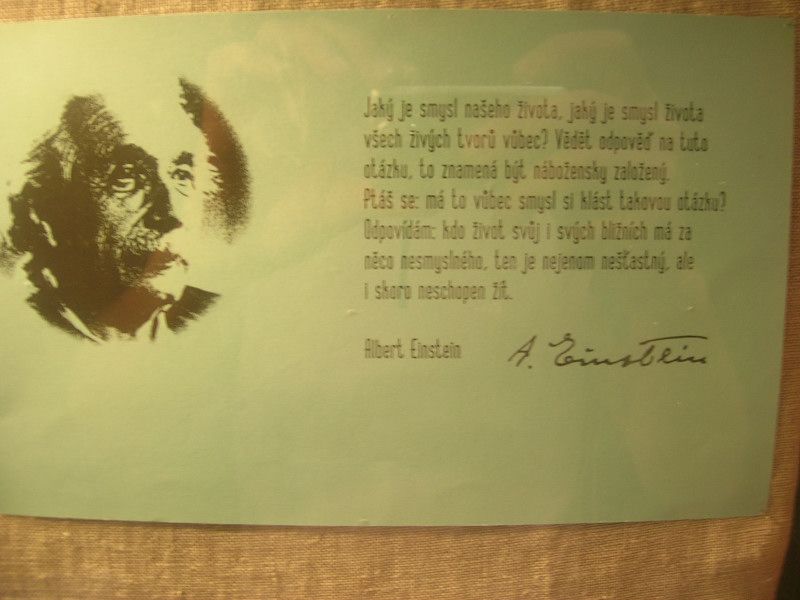 Jaký je smysl našeho života, jaký je smysl života
všech živých tvorů vůbec? Vědět odpověď na tuto
otázku, to znamená být nábožensky založený.
Ptáš se: má to vůbec smysl si klást takovou otázku?
Odpovídám: kdo život svůj i svých bližních má za
něco nesmyslného, ten je nejenom nešťastný, ale
i skoro neschopen žít.
Albert Einstein
A. Einstein